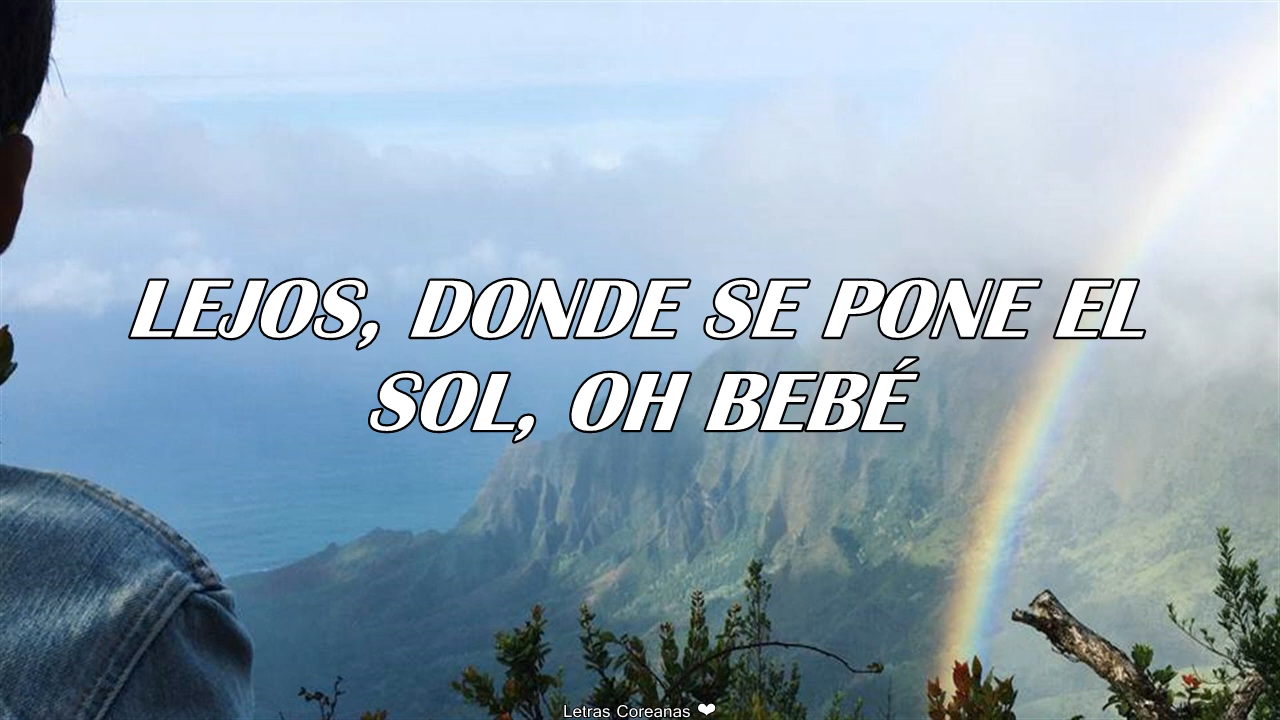 LEJOS, DONDE SE PONE EL
SOL, OH BEBÉ
Letras Coreanas ❤